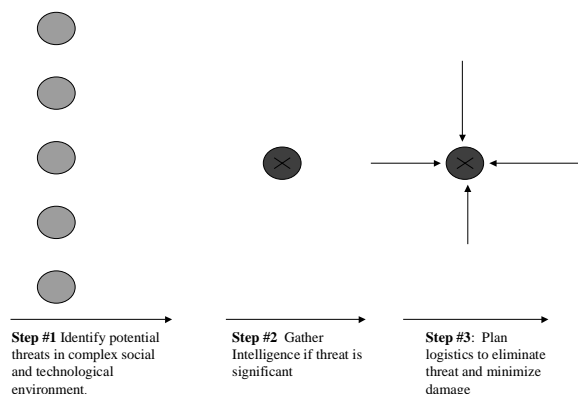 Step #1 Identify potential
threats in complex social
and technological
environment.
Step #2 Gather
Intelligence if threat is
significant
Step #3: Plan
logistics to eliminate
threat and minimize
damage